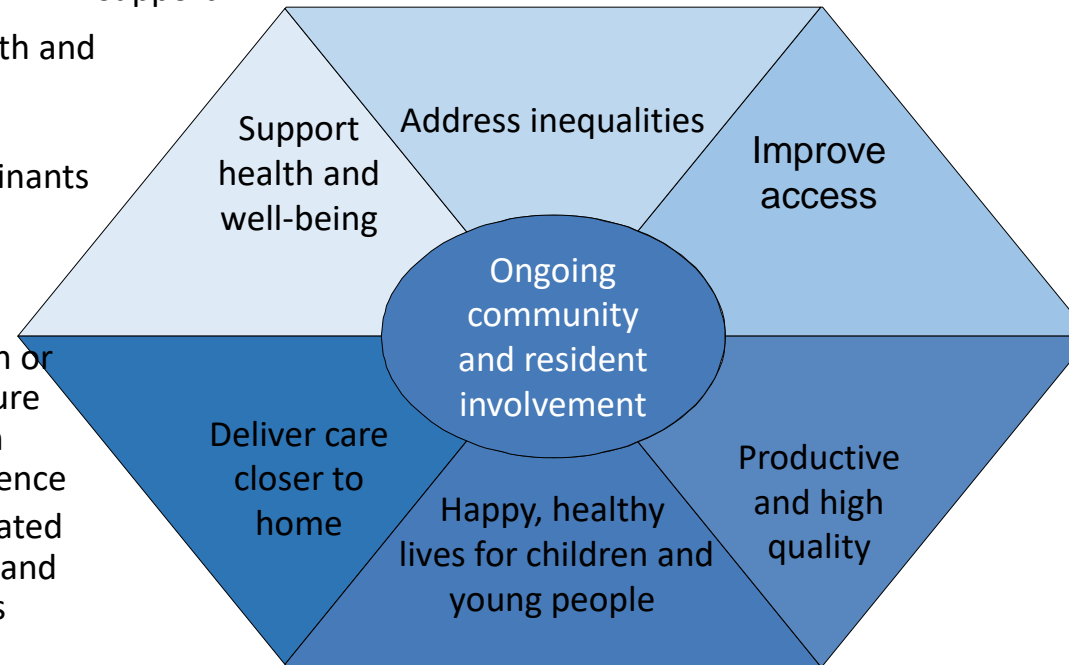 support
th and
inants
n or
ure
ence
ated
and
s
Support
health and
well-being
Address inequalities
Improve
access
Ongoing
community
and resident
involvement
Deliver care
closer to
home
Happy, healthy
lives for children and
young people
Productive
and high
quality